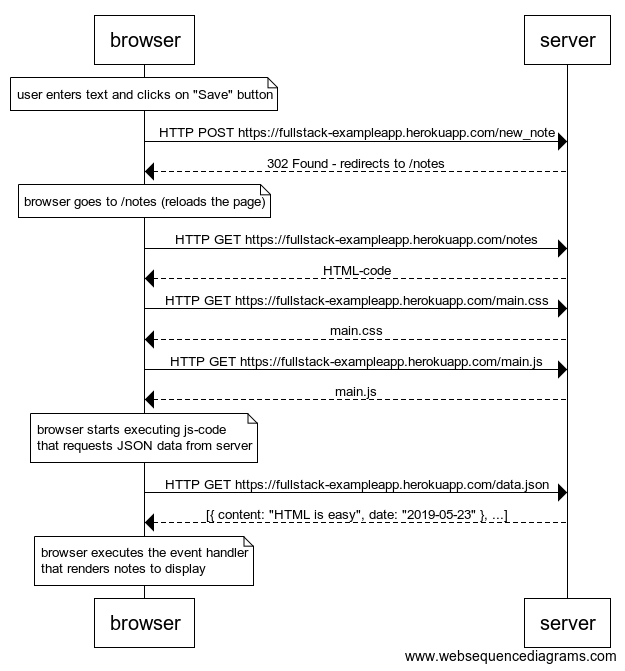 browser
server
user enters text and clicks on "Save" button
HTTP POST https://fullstack-exampleapp.herokuapp.com/new_note
302 Found - redirects to /notes
browser goes to /notes (reloads the page)
HTTP GET https://fullstack-exampleapp.herokuapp.com/notes
HTML-code
HTTP GET https://fullstack-exampleapp.herokuapp.com/main.css
main.css
HTTP GET https://fullstack-exampleapp.herokuapp.com/main.js
main.js
browser starts executing js-code
that requests JSON data from server
HTTP GET https://fullstack-exampleapp.herokuapp.com/data.json
[{ content: "HTML is easy", date: "2019-05-23" }, ...]
browser executes the event handler
that renders notes to display
browser
server
www.websequencediagrams.com